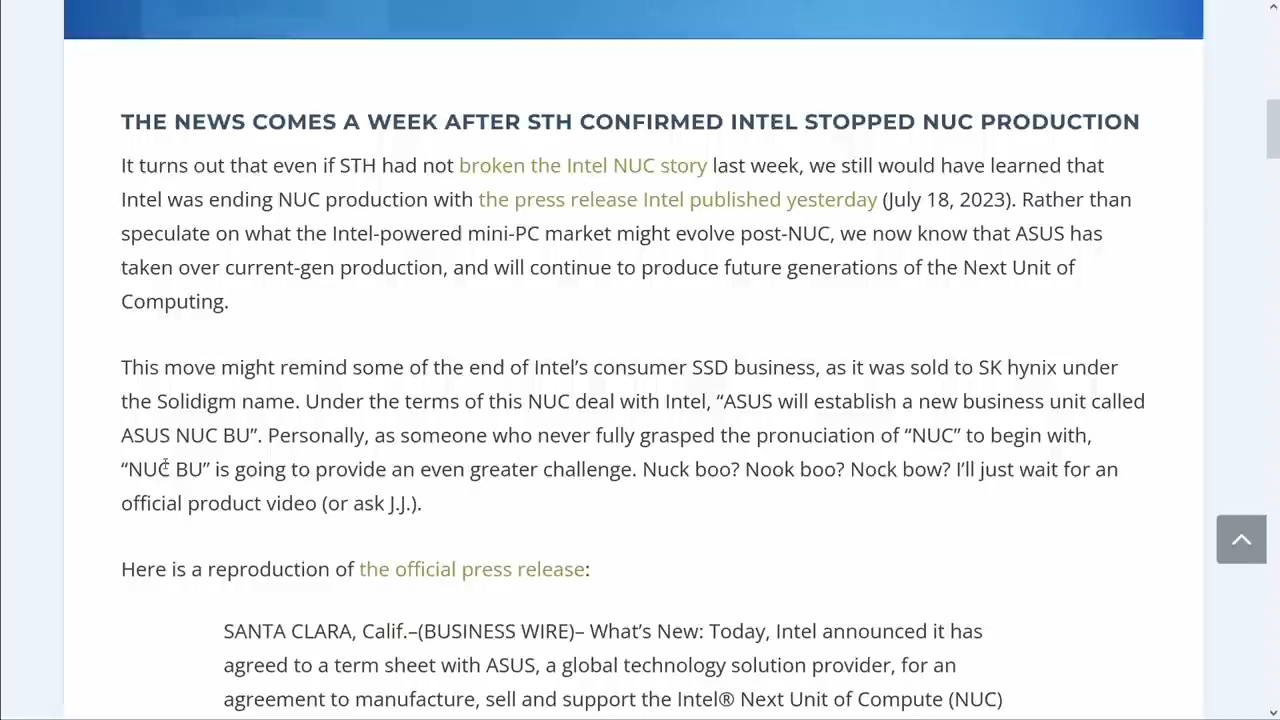 THE NEWS COMES A WEEK AFTER STH CONFIRMED INTEL STOPPED NUC PRODUCTION
It turns out that even if STH had not broken the Intel NUC story last week, we still would have learned that
Intel was ending NUC production with the press release Intel published yesterday (July 18, 2023). Rather than
speculate on what the Intel-powered mini-PC market might evolve post-NUC, we now know that ASUS has
taken over current-gen production, and will continue to produce future generations of the Next Unit of
Computing.
This move might remind some of the end of Intel’s consumer SSD business, as it was sold to SK hynix under
the Solidigm name. Under the terms of this NUC deal with Intel, “ASUS will establish a new business unit called
ASUS NUC BU”. Personally, as someone who never fully grasped the pronuciation of “NUC” to begin with,
“NUC BU” is going to provide an even greater challenge. Nuck boo? Nook boo? Nock bow? I’ll just wait for an
official product video (or ask J.J.).
Here is a reproduction of the official press release:
SANTA CLARA, Calif.–(BUSINESS WIRE)– What’s New: Today, Intel announced it has
agreed to a term sheet with ASUS, a global technology solution provider, for an
agreement to manufacture, sell and support the Intel® Next Unit of Compute (NUC)